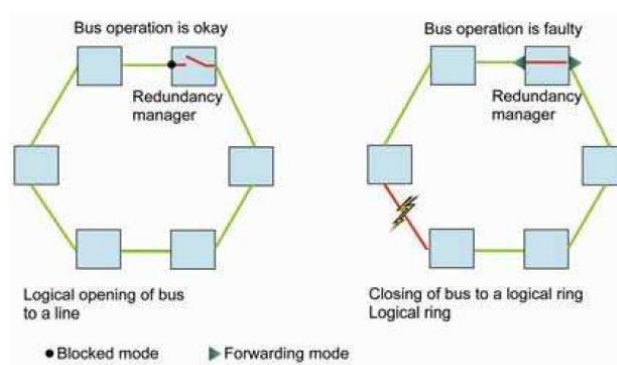 Bus operation is okay
Redundancy
manager
Logical opening of bus
to a line
Bus operation is faulty
Redundancy
manager
Closing of bus to a logical ring
Logical ring
Blocked mode
Forwarding mode